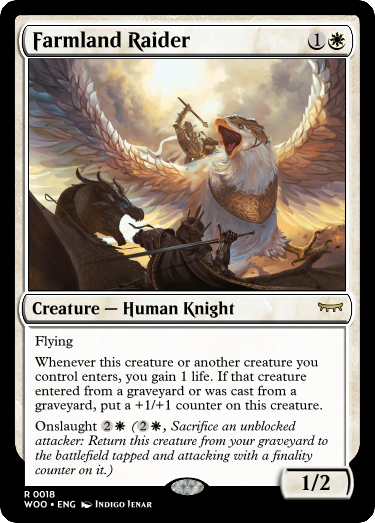 Farmland Raider 1
Creature — Human Knight
Flying
Whenever this creature or another creature you
control enters, you gain 1 life. If that creature
entered from a graveyard or was cast from a
graveyard, put a +1/+1 counter on this creature.
Onslaught 2 (2, Sacrifice an unblocked
attacker: Return this creature from your graveyard to
the battlefield tapped and attacking with a finality
counter on it.)
1/2
R 0018
WOO • ENG Indigo Jenar